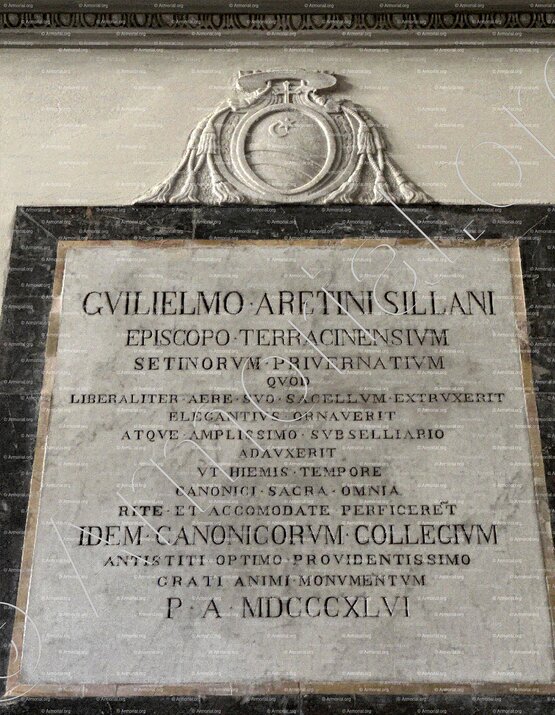 GVILIELMO·ARETINI SILLANI
EPISCOPO·TERRACINENSIVM
SETINORVM·PRIVERNATIVM
QVOD
LIBERALITER·AERE·SVO·SACELLVM·EXTRVXERIT
ELEGANTIVS·ORNAVERIT
ATQVE·AMPLISSIMO·SVBSELLIARIO
ADAVXERIT
VT·HIEMIS·TEMPORE
CANONICI·SACRA·OMNIA
RITE·ET·ACCOMODATE·PERFICERET
IDEM·CANONICORVM·COLLEGIVM
ANTISTITI·OPTIMO·PROVIDENTISSIMO
GRATI·ANIMI·MONVMENTVM
P·A·MDCCCXLVI
© Armorial.org